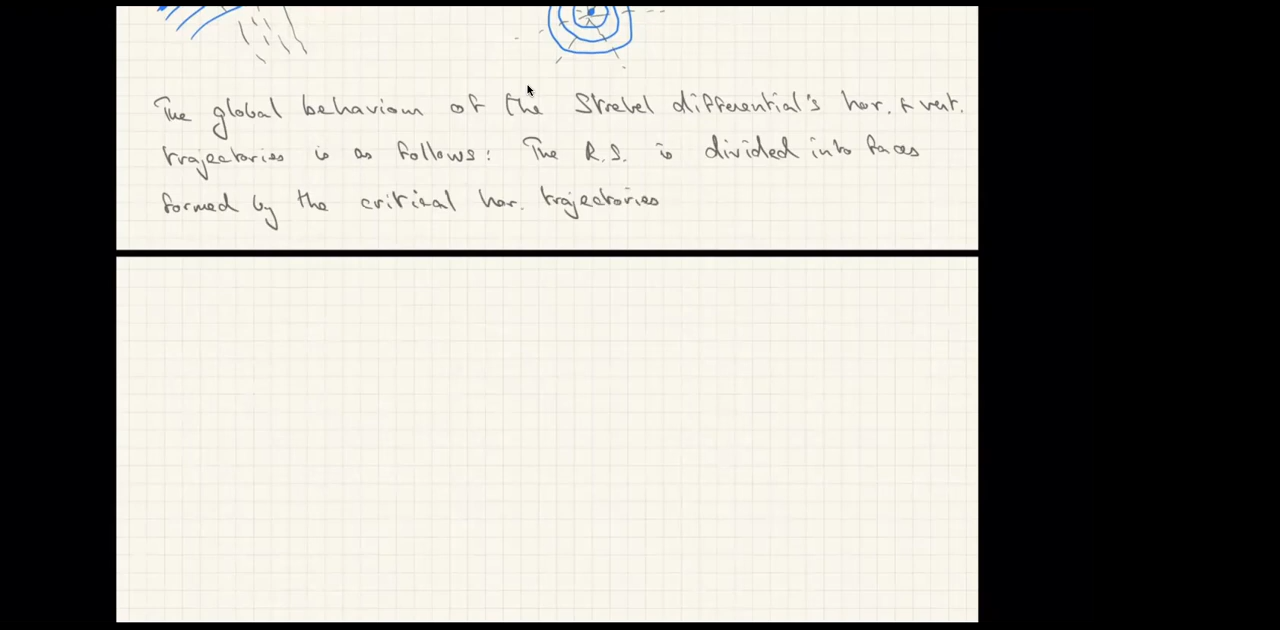 The global behaviour of the Strebel differential's hor. & vert.
trajectories is as follows: The R.S. is divided into faces
formed by the critical hor. trajectories